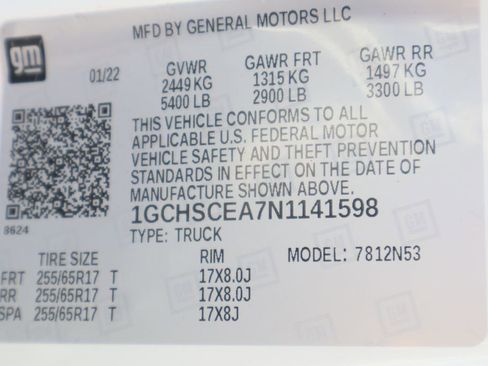 MFD BY GENERAL MOTORS LLC
gm
01/22
GVWR GAWR FRT GAWR RR
2449 KG 1315 KG 1497 KG
5400 LB 2900 LB 3300 LB
THIS VEHICLE CONFORMS TO ALL
APPLICABLE U.S. FEDERAL MOTOR
VEHICLE SAFETY AND THEFT PREVENTION
STANDARDS IN EFFECT ON THE DATE OF
MANUFACTURE SHOWN ABOVE.
1GCHSCEA7N1141598
8624
TYPE: TRUCK
TIRE SIZE RIM MODEL: 7812N53
FRT 255/65R17 T 17X8.0J
RR 255/65R17 T 17X8.0J
SPA 255/65R17 T 17X8J